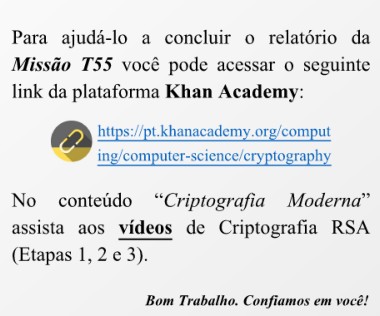 Para ajudá-lo a concluir o relatório da
Missão T55 você pode acessar o seguinte
link da plataforma Khan Academy:
https://pt.khanacademy.org/comput
ing/computer-science/cryptography
No conteúdo “Criptografia Moderna”
assista aos vídeos de Criptografia RSA
(Etapas 1, 2 e 3).
Bom Trabalho. Confiamos em você!